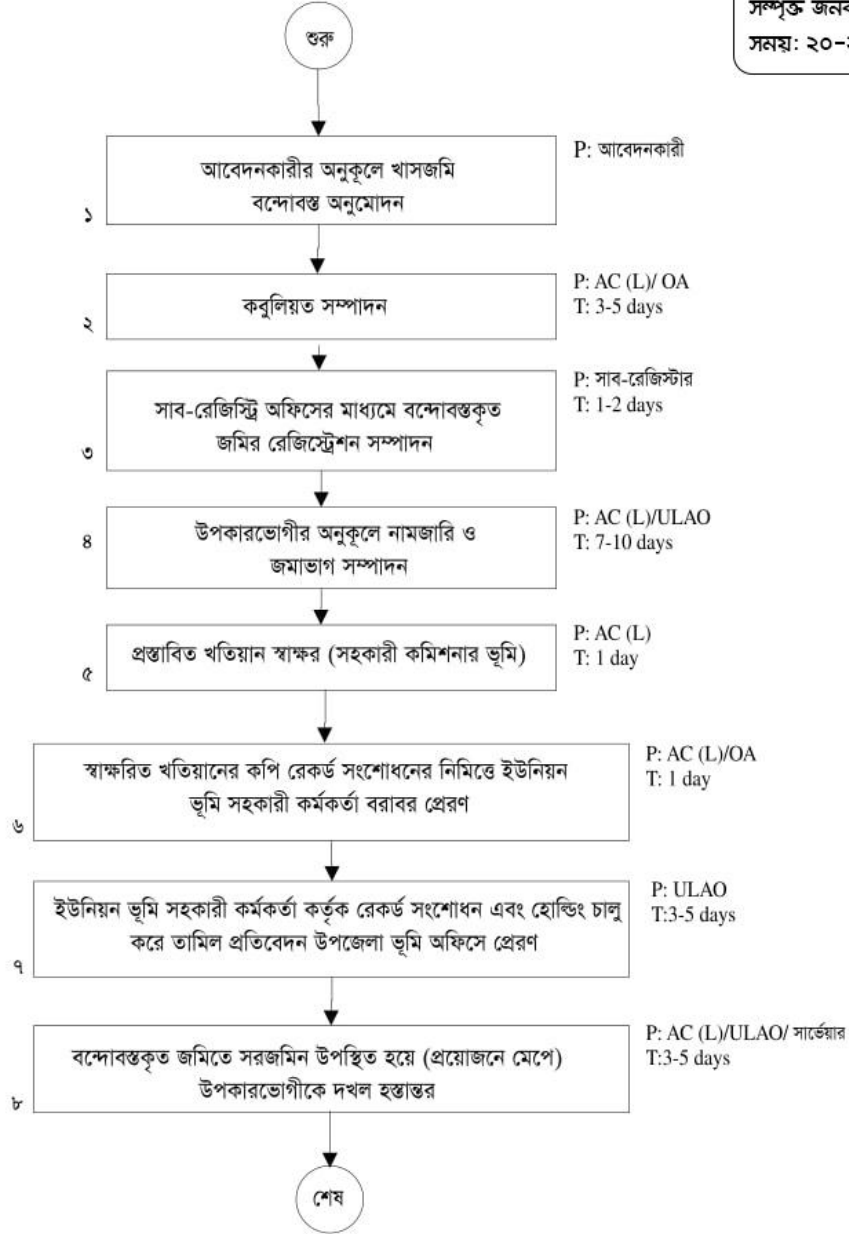 সম্পৃক্ত
সময়: ২০-
শুরু
আবেদনকারীর অনুকূলে খাসজমি
বন্দোবস্ত অনুমোদন
১
P: আবেদনকারী
কবুলিয়ত সম্পাদন
২
P: AC (L)/ OA
T: 3-5 days
সাব-রেজিস্ট্রি অফিসের মাধ্যমে বন্দোবস্তকৃত
জমির রেজিস্ট্রেশন সম্পাদন
৩
P: সাব-রেজিস্টার
T: 1-2 days
উপকারভোগীর অনুকূলে নামজারি ও
জমাভাগ সম্পাদন
৪
P: AC (L)/ULAO
T: 7-10 days
প্রস্তাবিত খতিয়ান স্বাক্ষর (সহকারী কমিশনার ভূমি)
৫
P: AC (L)
T: 1 day
স্বাক্ষরিত খতিয়ানের কপি রেকর্ড সংশোধনের নিমিত্তে ইউনিয়ন
ভূমি সহকারী কর্মকর্তা বরাবর প্রেরণ
৬
P: AC (L)/OA
T: 1 day
ইউনিয়ন ভূমি সহকারী কর্মকর্তা কর্তৃক রেকর্ড সংশোধন এবং হোল্ডিং চালু
করে তামিল প্রতিবেদন উপজেলা ভূমি অফিসে প্রেরণ
৭
P: ULAO
T:3-5 days
বন্দোবস্তকৃত জমিতে সরজমিন উপস্থিত হয়ে (প্রয়োজনে মেপে)
উপকারভোগীকে দখল হস্তান্তর
৮
P: AC (L)/ULAO/ সার্ভেয়ার
T:3-5 days
শেষ